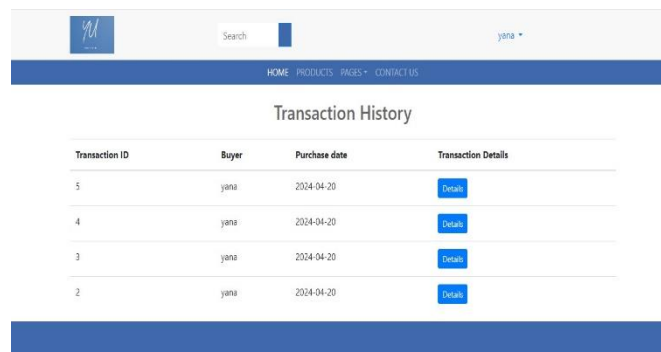 YU
Search
yana
HOME PRODUCTS PAGES CONTACT US
Transaction History
Transaction ID Buyer Purchase date Transaction Details
5 yana 2024-04-20 Details
4 yana 2024-04-20 Details
3 yana 2024-04-20 Details
2 yana 2024-04-20 Details